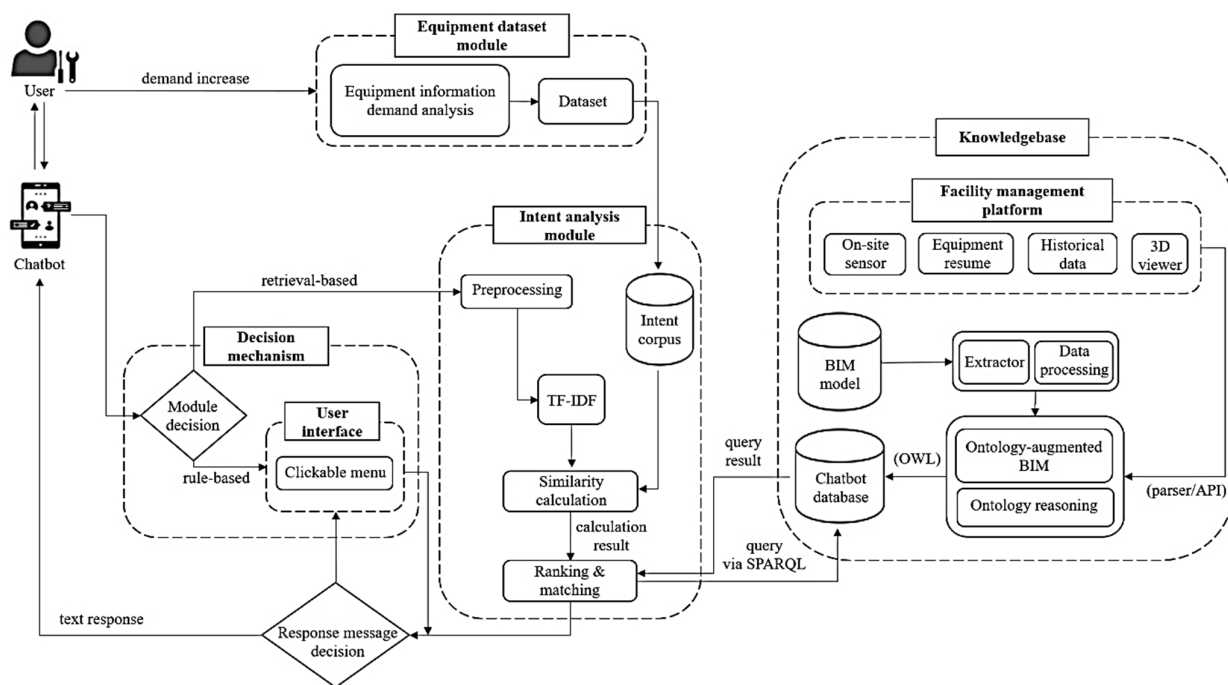 Equipment dataset
module
User
demand increase
Equipment information
demand analysis
Dataset
Knowledgebase
Facility management
platform
On-site
sensor
Equipment
resume
Historical
data
3D
viewer
Chatbot
Intent analysis
module
retrieval-based
Preprocessing
Intent
corpus
Decision
mechanism
BIM
model
Extractor
Data
processing
Module
decision
TF-IDF
User
interface
Clickable menu
rule-based
Similarity
calculation
query
result
Chatbot
database
(OWL)
Ontology-augmented
BIM
Ontology reasoning
(parser/API)
calculation
result
query
via SPARQL
Ranking &
matching
text response
Response message
decision